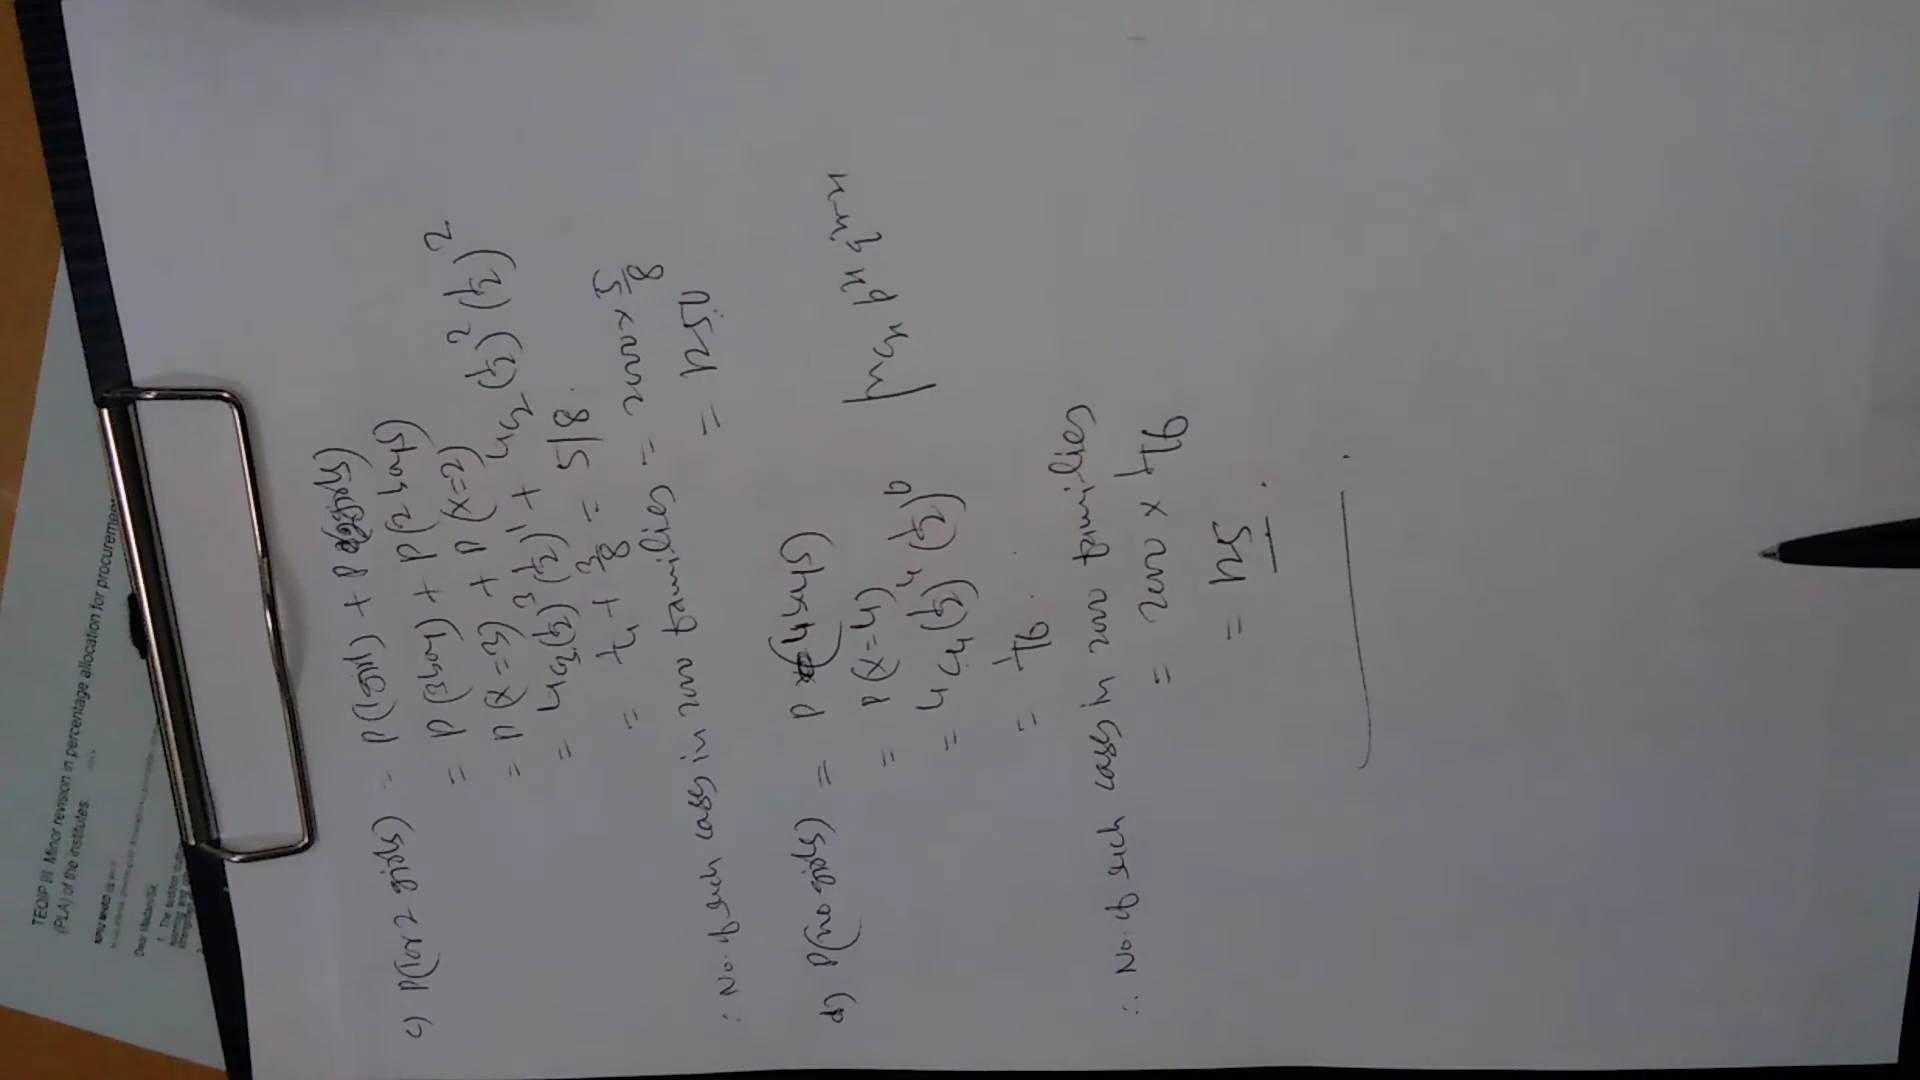 TEQIP III: Minor revision in percentage allocation for procurement
(PLA) of the institutes
Dear Madam/Sir,
c) P(1 or 2 girls) = P(1 girl) + P(2 girls)
= P(3 boy) + P(2 boys)
= P(x=3) + P(x=2)
= 4c₃(½)³(½)¹ + 4c₂(½)²(½)²
= ¼ + 3/8 = 5/8.
∴ No. of such cases in 2000 families = 2000 × 5/8
= 1250
d) P(no girls) = P(4 boys)
= P(x=4)
= 4c₄(½)⁴(½)⁰
ncₓ pˣ qⁿ⁻ˣ
= 1/16.
∴ No. of such cases in 2000 families
= 2000 × 1/16
= 125.